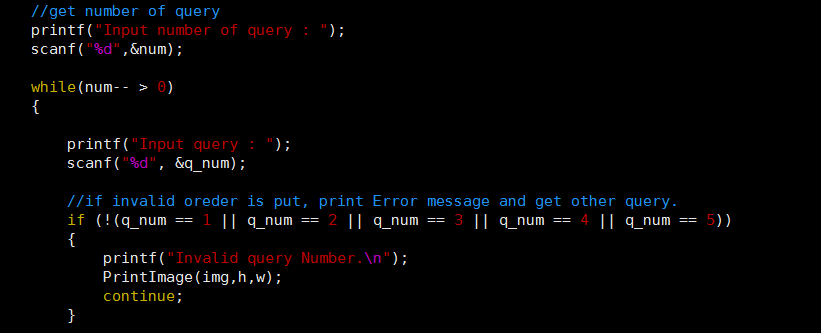 //get number of query
printf("Input number of query : ");
scanf("%d",&num);
while(num-- > 0)
{
printf("Input query : ");
scanf("%d", &q_num);
//if invalid oreder is put, print Error message and get other query.
if (!(q_num == 1 || q_num == 2 || q_num == 3 || q_num == 4 || q_num == 5))
{
printf("Invalid query Number.\n");
PrintImage(img,h,w);
continue;
}